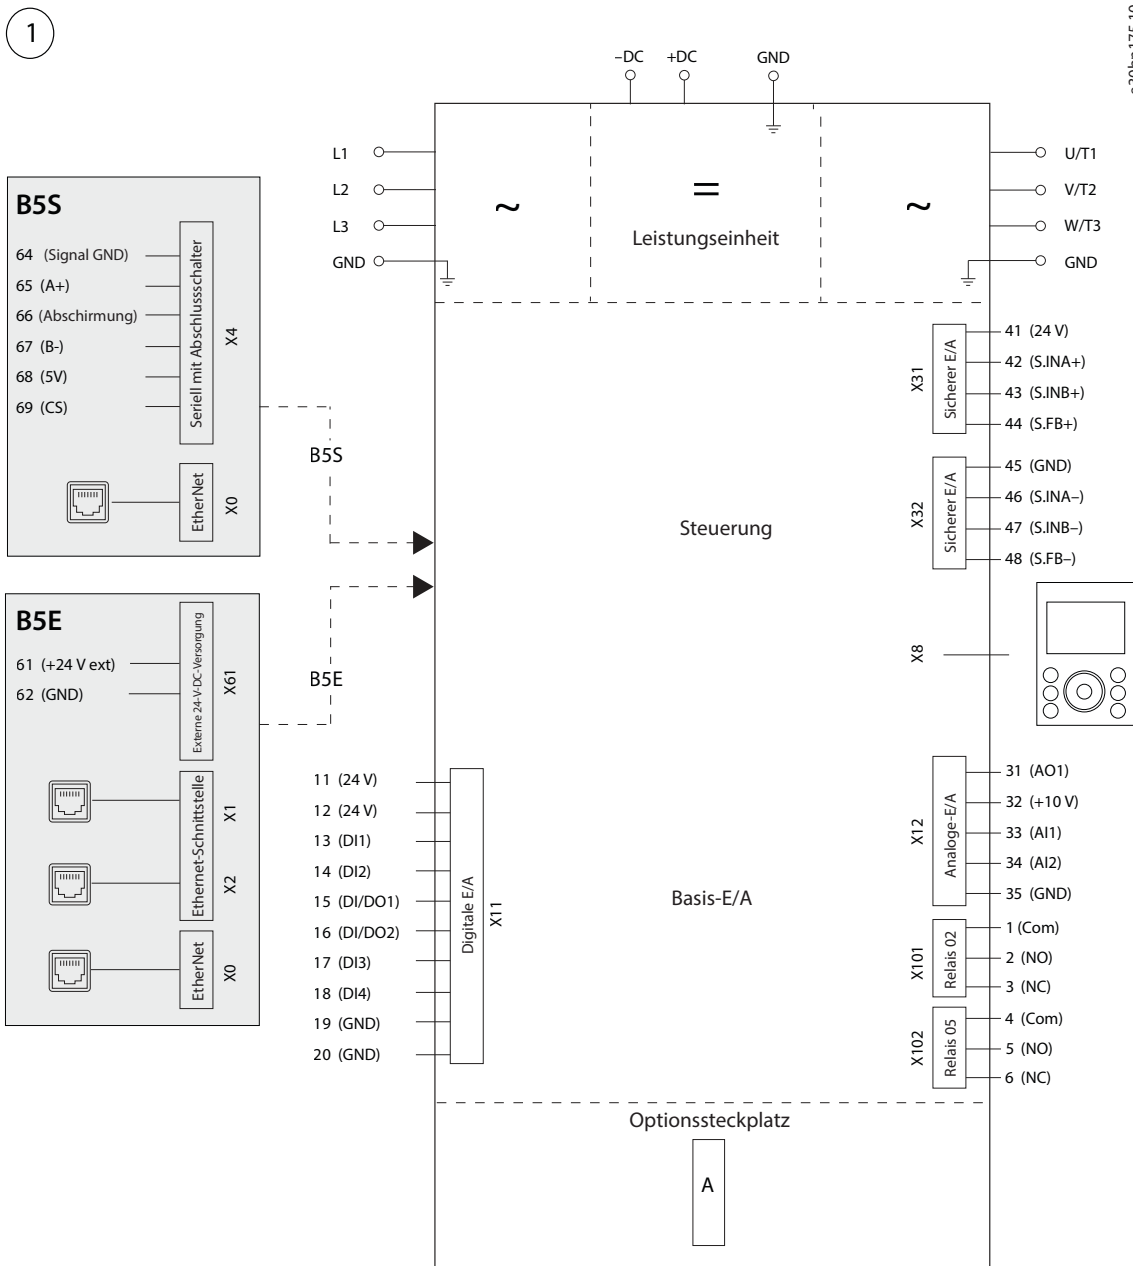 1
–DC
+DC
GND
L1
L2
L3
GND
~
=
~
Leistungseinheit
U/T1
V/T2
W/T3
GND
B5S
64 (Signal GND)
65 (A+)
66 (Abschirmung)
67 (B-)
68 (5V)
69 (CS)
Seriell mit Abschlussschalter
X4
EtherNet
X0
B5S
B5E
61 (+24 V ext)
62 (GND)
Externe 24-V-DC-Versorgung
X61
Ethernet-Schnittstelle
X1
X2
EtherNet
X0
B5E
Steuerung
X31
Sicherer E/A
41 (24 V)
42 (S.INA+)
43 (S.INB+)
44 (S.FB+)
X32
Sicherer E/A
45 (GND)
46 (S.INA–)
47 (S.INB–)
48 (S.FB–)
X8
11 (24 V)
12 (24 V)
13 (DI1)
14 (DI2)
15 (DI/DO1)
16 (DI/DO2)
17 (DI3)
18 (DI4)
19 (GND)
20 (GND)
Digitale E/A
X11
Basis-E/A
X12
Analoge-E/A
31 (AO1)
32 (+10 V)
33 (AI1)
34 (AI2)
35 (GND)
X101
Relais 02
1 (Com)
2 (NO)
3 (NC)
X102
Relais 05
4 (Com)
5 (NO)
6 (NC)
Optionssteckplatz
A